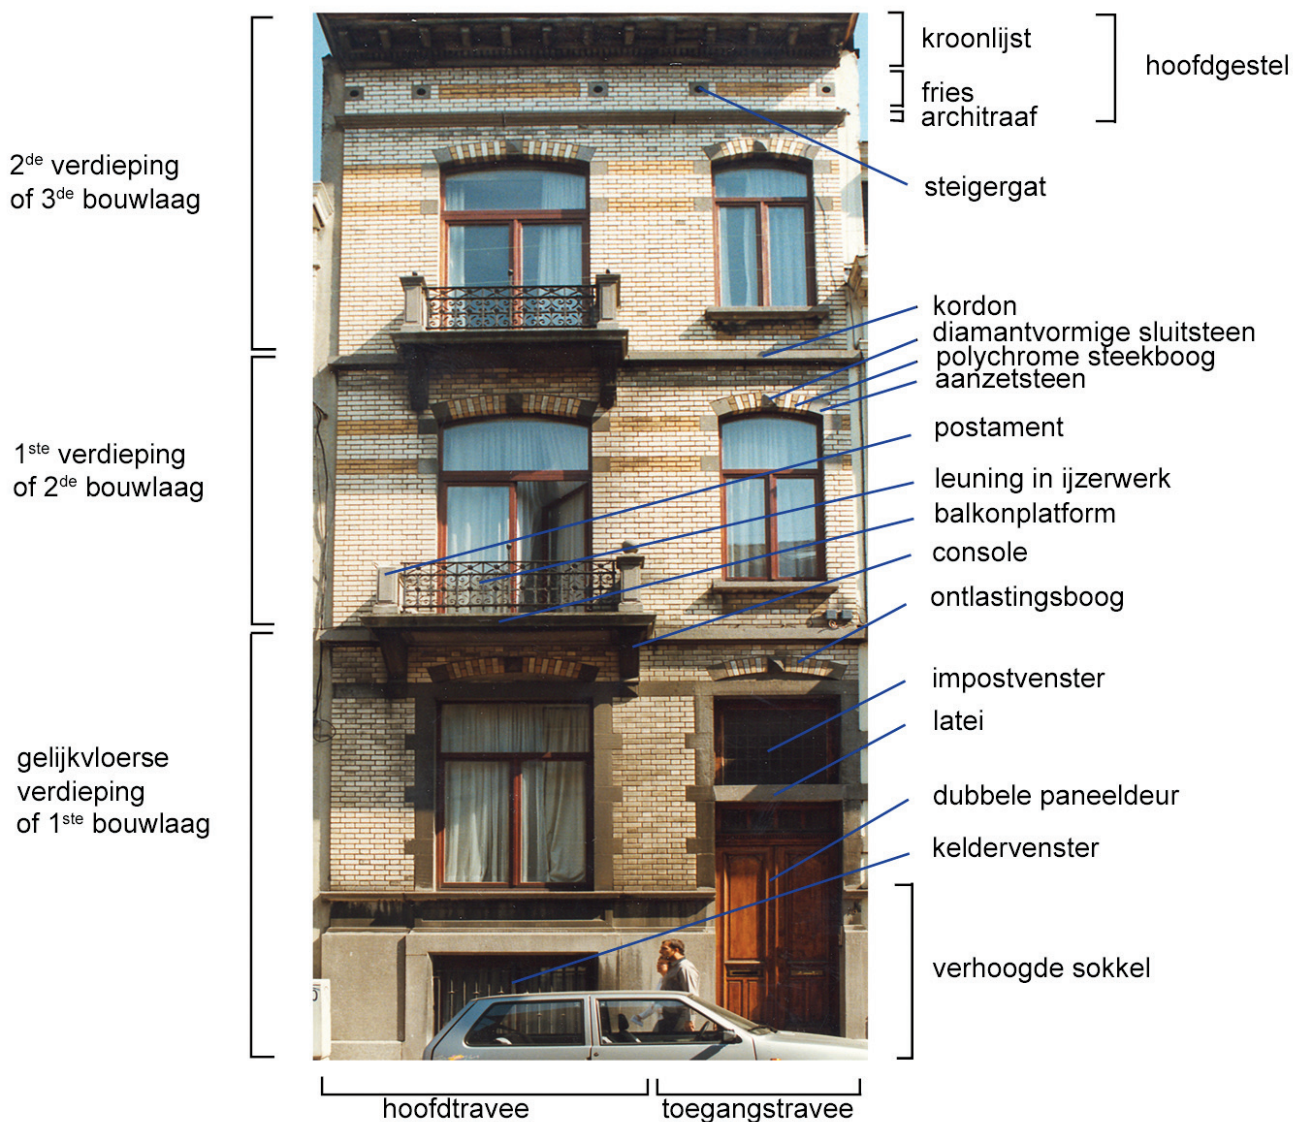 kroonlijst
hoofdgestel
fries
architraaf
2de verdieping
of 3de bouwlaag
steigergat
kordon
diamantvormige sluitsteen
polychrome steekboog
aanzetsteen
postament
1ste verdieping
of 2de bouwlaag
leuning in ijzerwerk
balkonplatform
console
ontlastingsboog
impostvenster
latei
gelijkvloerse
verdieping
of 1ste bouwlaag
dubbele paneeldeur
keldervenster
verhoogde sokkel
hoofdtravee
toegangstravee